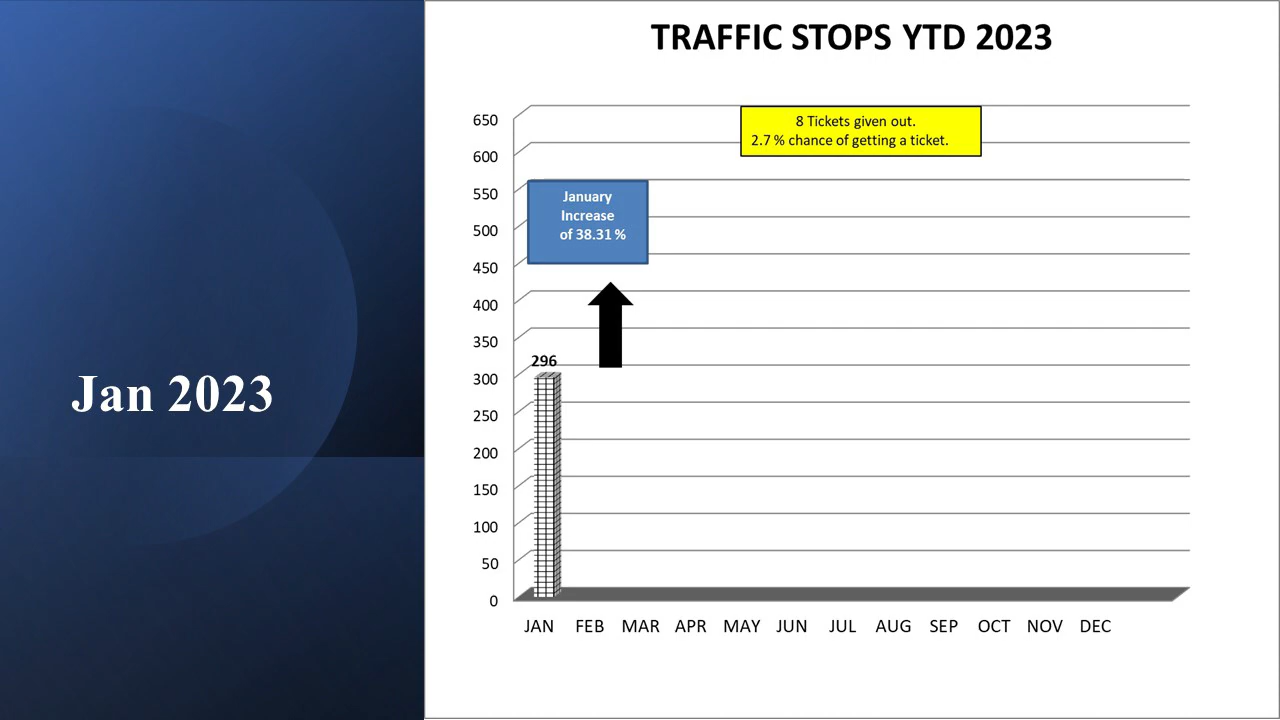 Jan 2023
TRAFFIC STOPS YTD 2023
8 Tickets given out.
2.7 % chance of getting a ticket.
January
Increase
of 38.31 %
650
600
550
500
450
400
350
300
250
200
150
100
50
0
296
JAN FEB MAR APR MAY JUN JUL AUG SEP OCT NOV DEC